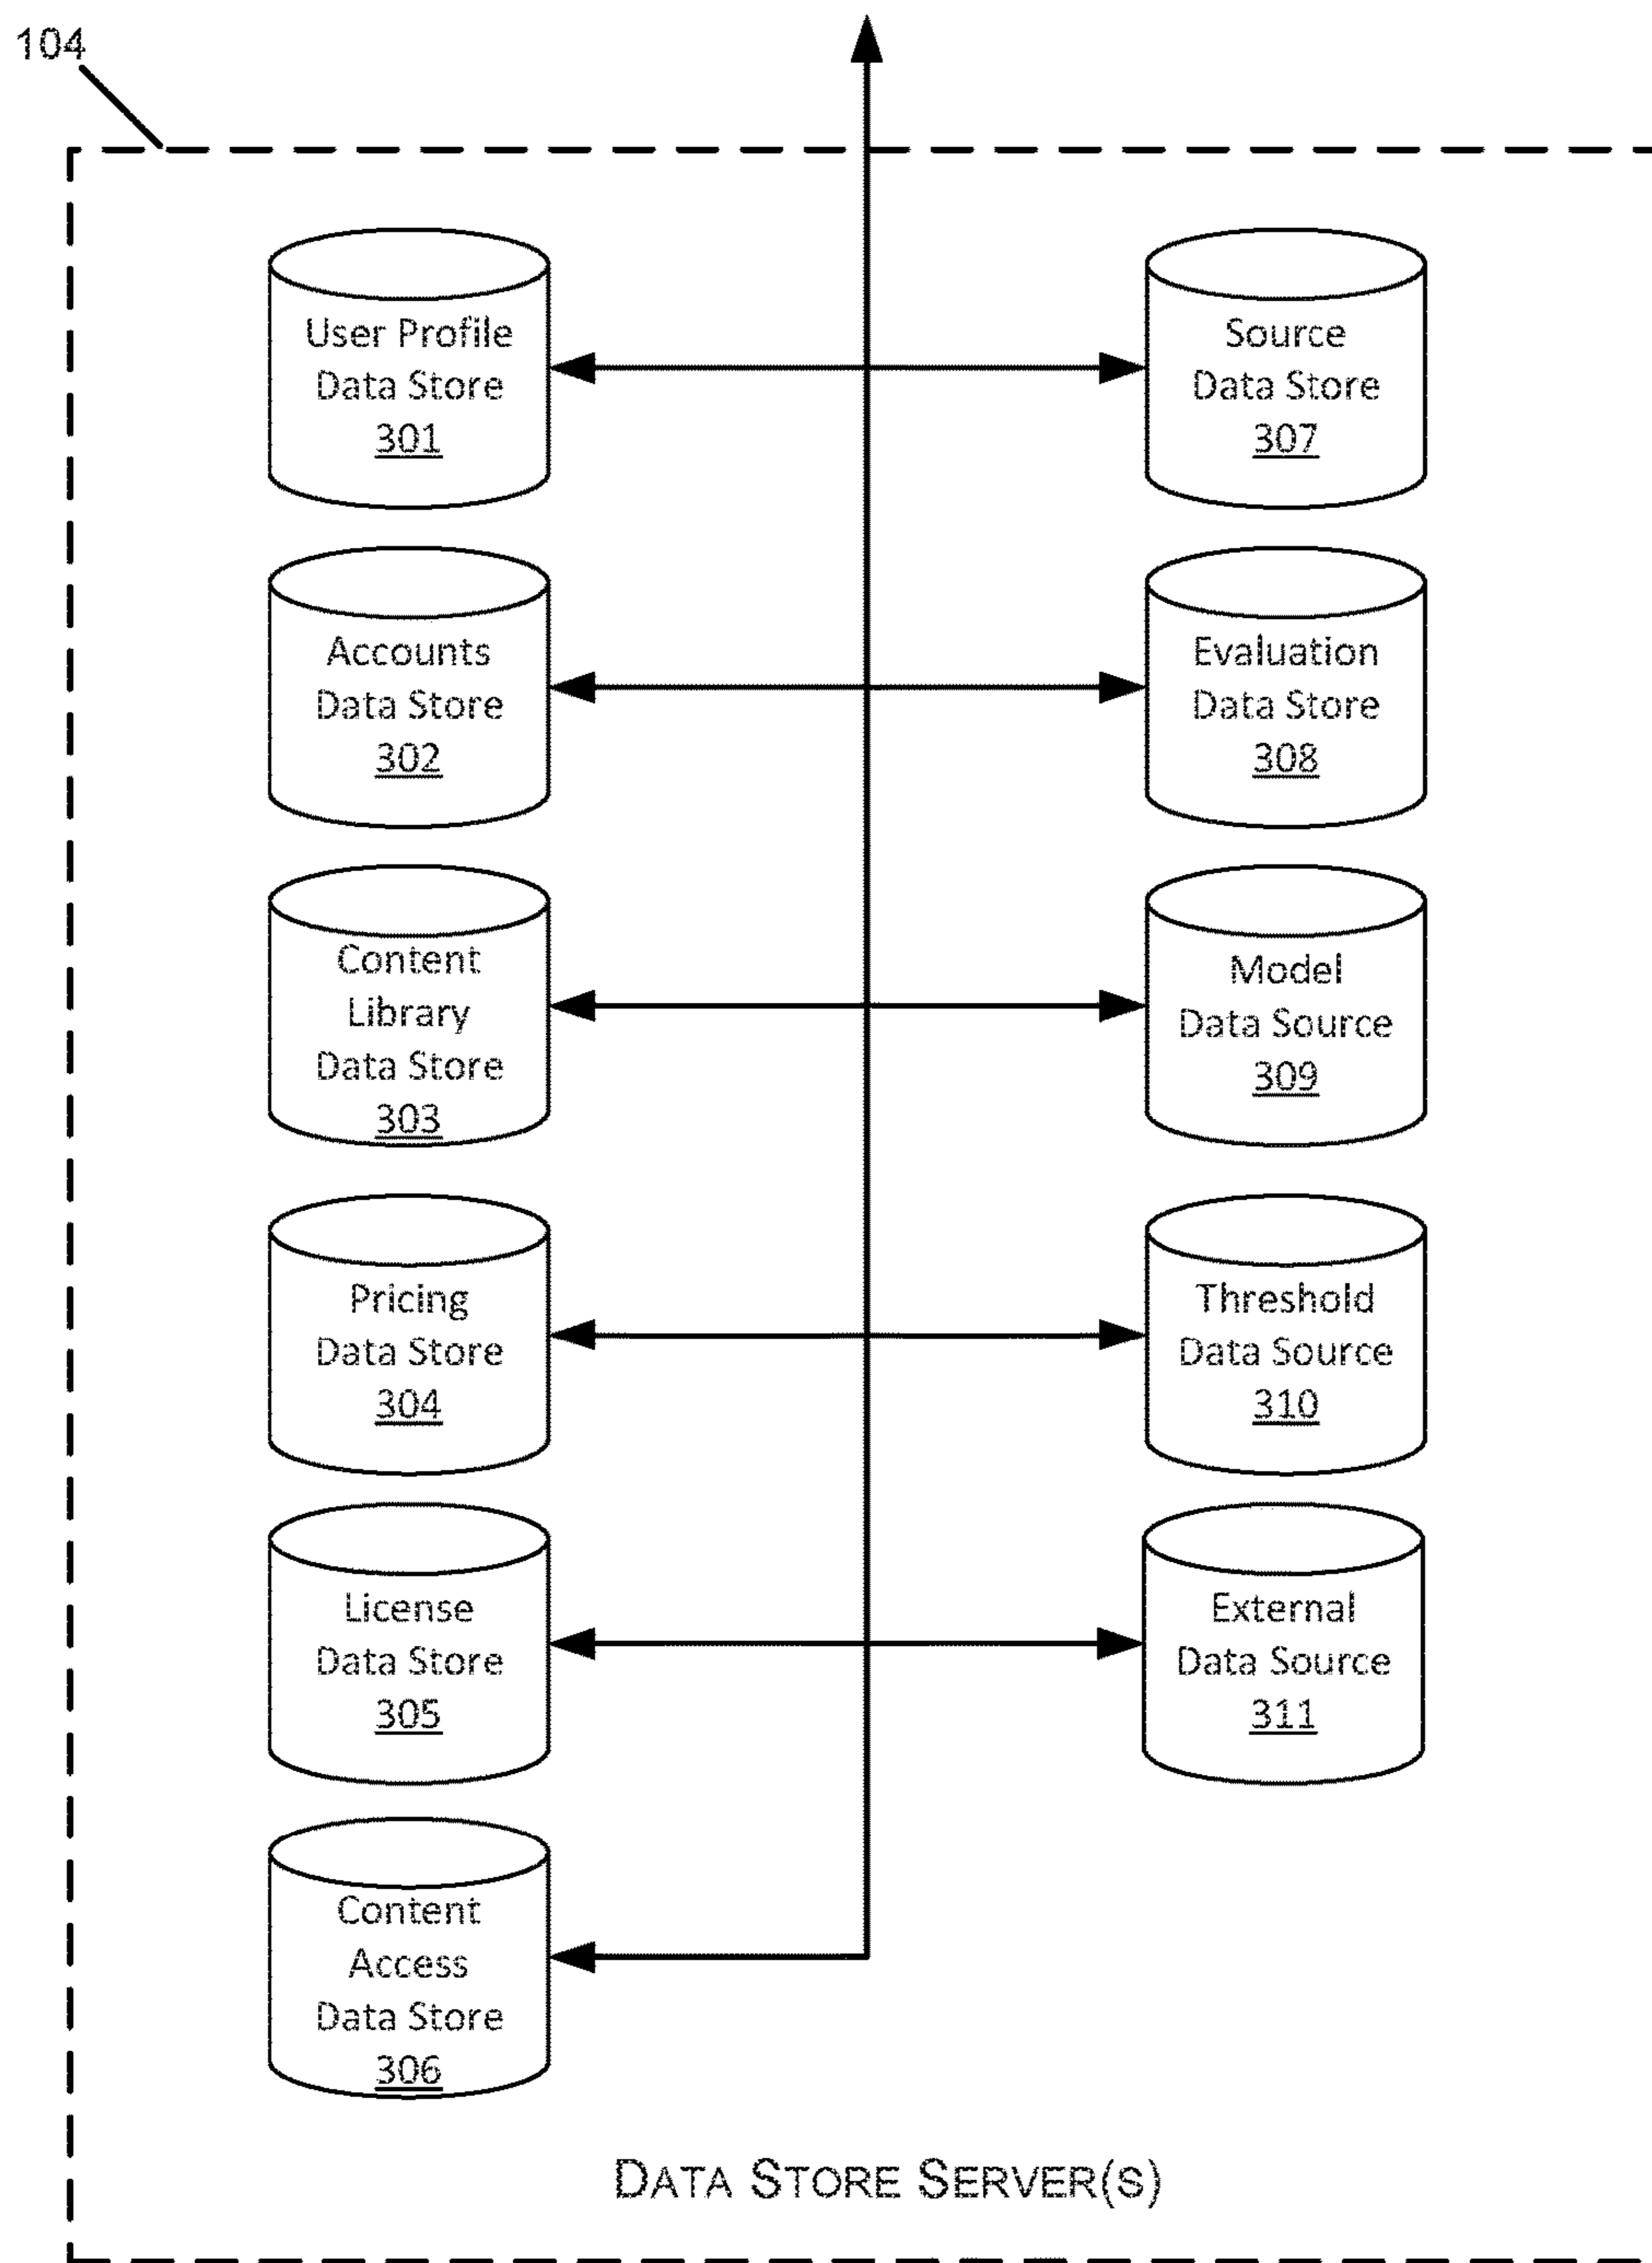 104
User Profile
Data Store
301
Source
Data Store
307
Accounts
Data Store
302
Evaluation
Data Store
308
Content
Library
Data Store
303
Model
Data Source
309
Pricing
Data Store
304
Threshold
Data Source
310
License
Data Store
305
External
Data Source
311
Content
Access
Data Store
306
DATA STORE SERVER(S)